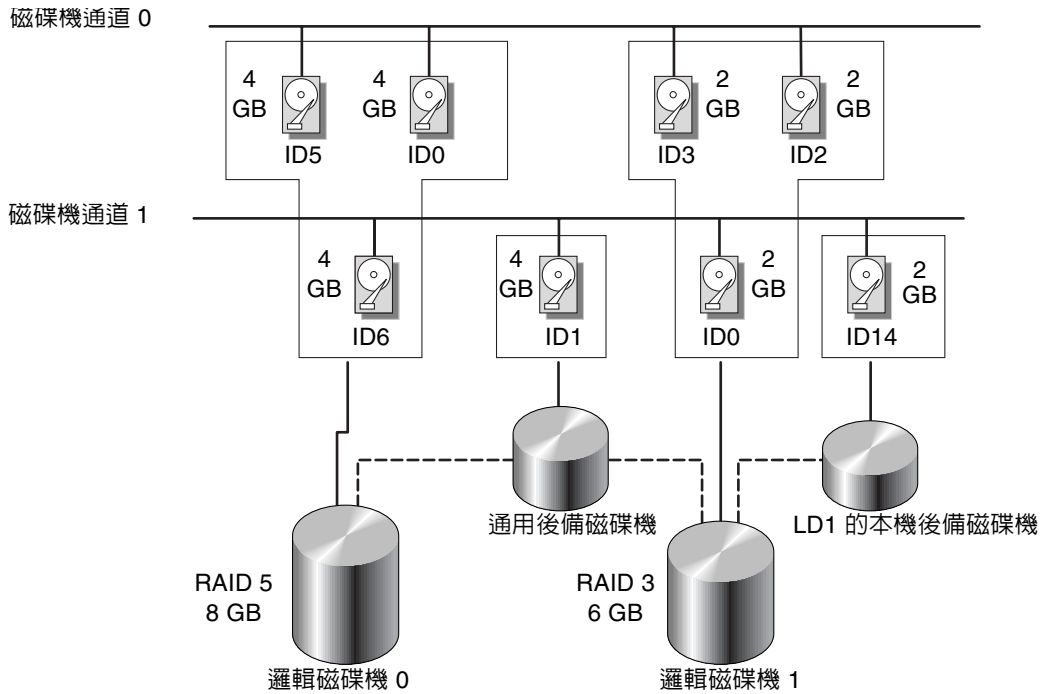 磁碟機通道 0
4
GB
4
GB
2
GB
2
GB
ID5
ID0
ID3
ID2
磁碟機通道 1
4
GB
4
GB
2
GB
2
GB
ID6
ID1
ID0
ID14
通用後備磁碟機
LD1 的本機後備磁碟機
RAID 5
8 GB
RAID 3
6 GB
邏輯磁碟機 0
邏輯磁碟機 1